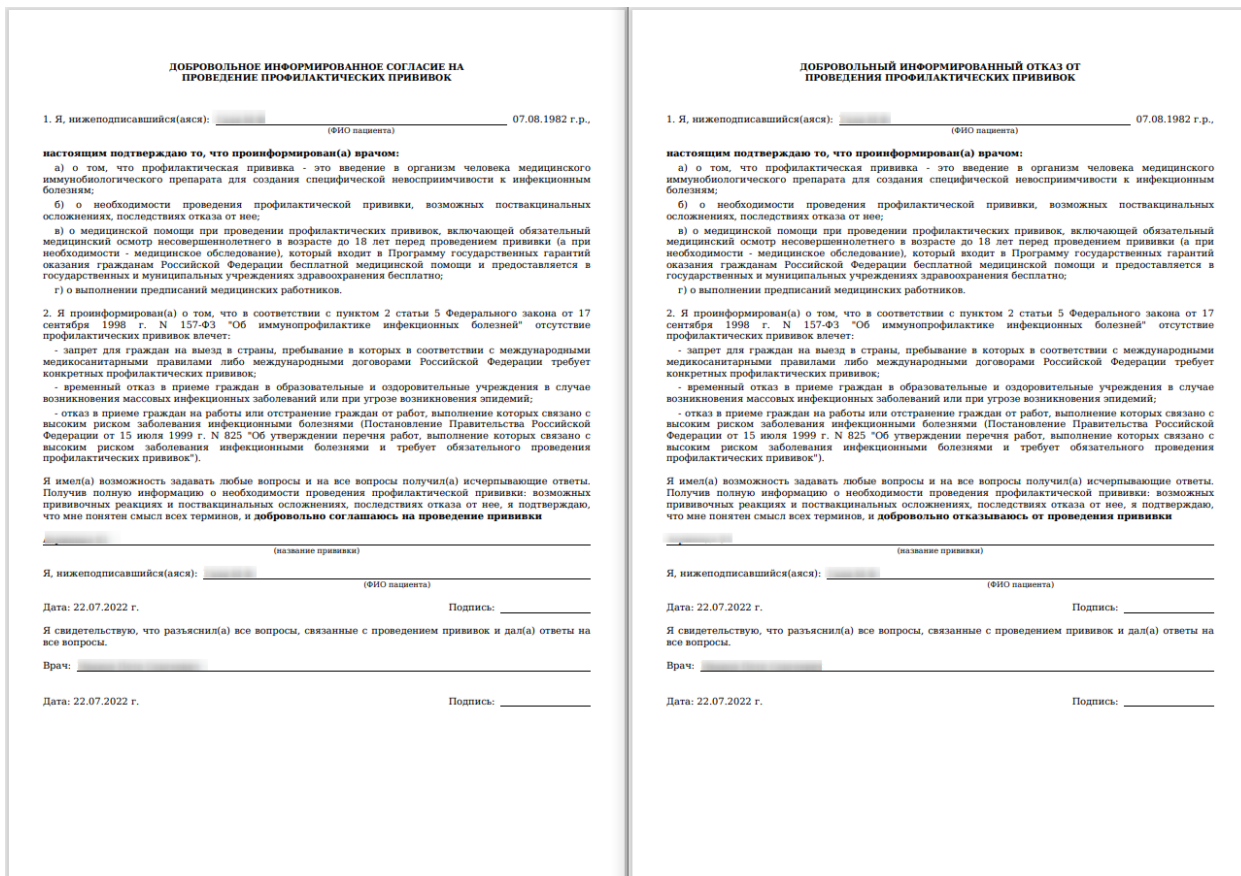 ДОБРОВОЛЬНОЕ ИНФОРМИРОВАННОЕ СОГЛАСИЕ НА
ПРОВЕДЕНИЕ ПРОФИЛАКТИЧЕСКИХ ПРИВИВОК
1. Я, нижеподписавшийся(аяся): 07.08.1982 г.р.,
(ФИО пациента)
настоящим подтверждаю то, что проинформирован(а) врачом:
а) о том, что профилактическая прививка - это введение в организм человека медицинского
иммунобиологического препарата для создания специфической невосприимчивости к инфекционным
болезням;
б) о необходимости проведения профилактической прививки, возможных поствакцинальных
осложнениях, последствиях отказа от нее;
в) о медицинской помощи при проведении профилактических прививок, включающей обязательный
медицинский осмотр несовершеннолетнего в возрасте до 18 лет перед проведением прививки (а при
необходимости - медицинское обследование), который входит в Программу государственных гарантий
оказания гражданам Российской Федерации бесплатной медицинской помощи и предоставляется в
государственных и муниципальных учреждениях здравоохранения бесплатно;
г) о выполнении предписаний медицинских работников.
2. Я проинформирован(а) о том, что в соответствии с пунктом 2 статьи 5 Федерального закона от 17
сентября 1998 г. N 157-ФЗ "Об иммунопрофилактике инфекционных болезней" отсутствие
профилактических прививок влечет:
- запрет для граждан на выезд в страны, пребывание в которых в соответствии с международными
медикосанитарными правилами либо международными договорами Российской Федерации требует
конкретных профилактических прививок;
- временный отказ в приеме граждан в образовательные и оздоровительные учреждения в случае
возникновения массовых инфекционных заболеваний или при угрозе возникновения эпидемий;
- отказ в приеме граждан на работы или отстранение граждан от работ, выполнение которых связано с
высоким риском заболевания инфекционными болезнями (Постановление Правительства Российской
Федерации от 15 июля 1999 г. N 825 "Об утверждении перечня работ, выполнение которых связано с
высоким риском заболевания инфекционными болезнями и требует обязательного проведения
профилактических прививок").
Я имел(а) возможность задавать любые вопросы и на все вопросы получил(а) исчерпывающие ответы.
Получив полную информацию о необходимости проведения профилактической прививки: возможных
прививочных реакциях и поствакцинальных осложнениях, последствиях отказа от нее, я подтверждаю,
что мне понятен смысл всех терминов, и добровольно соглашаюсь на проведение прививки
(название прививки)
Я, нижеподписавшийся(аяся):
(ФИО пациента)
Дата: 22.07.2022 г. Подпись:
Я свидетельствую, что разъяснил(а) все вопросы, связанные с проведением прививок и дал(а) ответы на
все вопросы.
Врач:
Дата: 22.07.2022 г. Подпись:
ДОБРОВОЛЬНЫЙ ИНФОРМИРОВАННЫЙ ОТКАЗ ОТ
ПРОВЕДЕНИЯ ПРОФИЛАКТИЧЕСКИХ ПРИВИВОК
1. Я, нижеподписавшийся(аяся): 07.08.1982 г.р.,
(ФИО пациента)
настоящим подтверждаю то, что проинформирован(а) врачом:
а) о том, что профилактическая прививка - это введение в организм человека медицинского
иммунобиологического препарата для создания специфической невосприимчивости к инфекционным
болезням;
б) о необходимости проведения профилактической прививки, возможных поствакцинальных
осложнениях, последствиях отказа от нее;
в) о медицинской помощи при проведении профилактических прививок, включающей обязательный
медицинский осмотр несовершеннолетнего в возрасте до 18 лет перед проведением прививки (а при
необходимости - медицинское обследование), который входит в Программу государственных гарантий
оказания гражданам Российской Федерации бесплатной медицинской помощи и предоставляется в
государственных и муниципальных учреждениях здравоохранения бесплатно;
г) о выполнении предписаний медицинских работников.
2. Я проинформирован(а) о том, что в соответствии с пунктом 2 статьи 5 Федерального закона от 17
сентября 1998 г. N 157-ФЗ "Об иммунопрофилактике инфекционных болезней" отсутствие
профилактических прививок влечет:
- запрет для граждан на выезд в страны, пребывание в которых в соответствии с международными
медикосанитарными правилами либо международными договорами Российской Федерации требует
конкретных профилактических прививок;
- временный отказ в приеме граждан в образовательные и оздоровительные учреждения в случае
возникновения массовых инфекционных заболеваний или при угрозе возникновения эпидемий;
- отказ в приеме граждан на работы или отстранение граждан от работ, выполнение которых связано с
высоким риском заболевания инфекционными болезнями (Постановление Правительства Российской
Федерации от 15 июля 1999 г. N 825 "Об утверждении перечня работ, выполнение которых связано с
высоким риском заболевания инфекционными болезнями и требует обязательного проведения
профилактических прививок").
Я имел(а) возможность задавать любые вопросы и на все вопросы получил(а) исчерпывающие ответы.
Получив полную информацию о необходимости проведения профилактической прививки: возможных
прививочных реакциях и поствакцинальных осложнениях, последствиях отказа от нее, я подтверждаю,
что мне понятен смысл всех терминов, и добровольно отказываюсь от проведения прививки
(название прививки)
Я, нижеподписавшийся(аяся):
(ФИО пациента)
Дата: 22.07.2022 г. Подпись:
Я свидетельствую, что разъяснил(а) все вопросы, связанные с проведением прививок и дал(а) ответы на
все вопросы.
Врач:
Дата: 22.07.2022 г. Подпись: